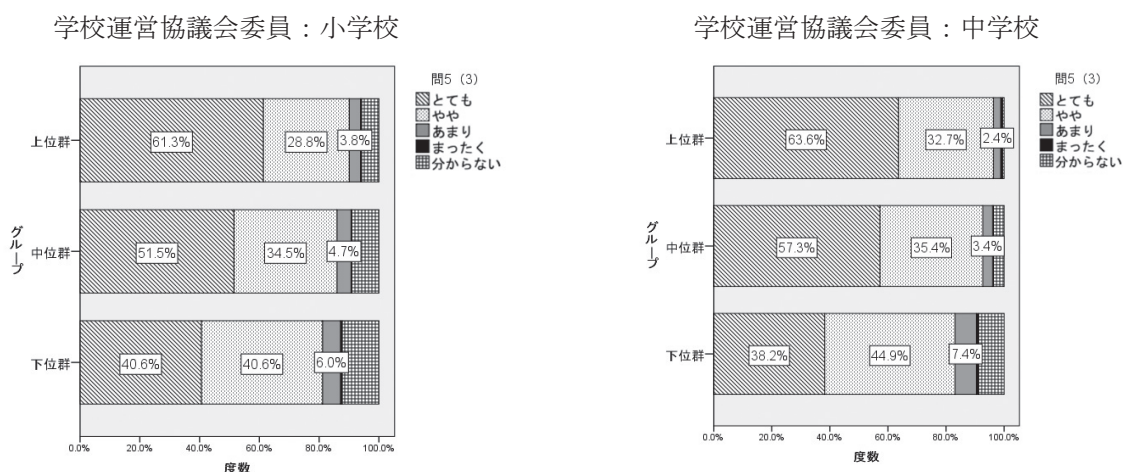 学校運営協議会委員：小学校
問5（3）
とても
やや
あまり
まったく
分からない
グループ
上位群
61.3%
28.8%
3.8%
中位群
51.5%
34.5%
4.7%
下位群
40.6%
40.6%
6.0%
0.0%
20.0%
40.0%
60.0%
80.0%
100.0%
度数
学校運営協議会委員：中学校
問5（3）
とても
やや
あまり
まったく
分からない
グループ
上位群
63.6%
32.7%
2.4%
中位群
57.3%
35.4%
3.4%
下位群
38.2%
44.9%
7.4%
0.0%
20.0%
40.0%
60.0%
80.0%
100.0%
度数